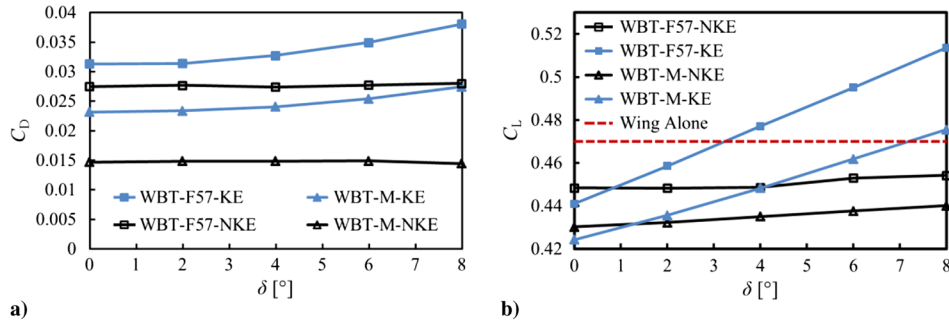 0.04
0.035
0.03
0.025
0.02
0.015
0.01
0.005
0
C_D
WBT-F57-KE
WBT-M-KE
WBT-F57-NKE
WBT-M-NKE
0 1 2 3 4 5 6 7 8
δ [°]
a)
0.52
0.5
0.48
0.46
0.44
0.42
C_L
WBT-F57-NKE
WBT-F57-KE
WBT-M-NKE
WBT-M-KE
Wing Alone
0 1 2 3 4 5 6 7 8
δ [°]
b)